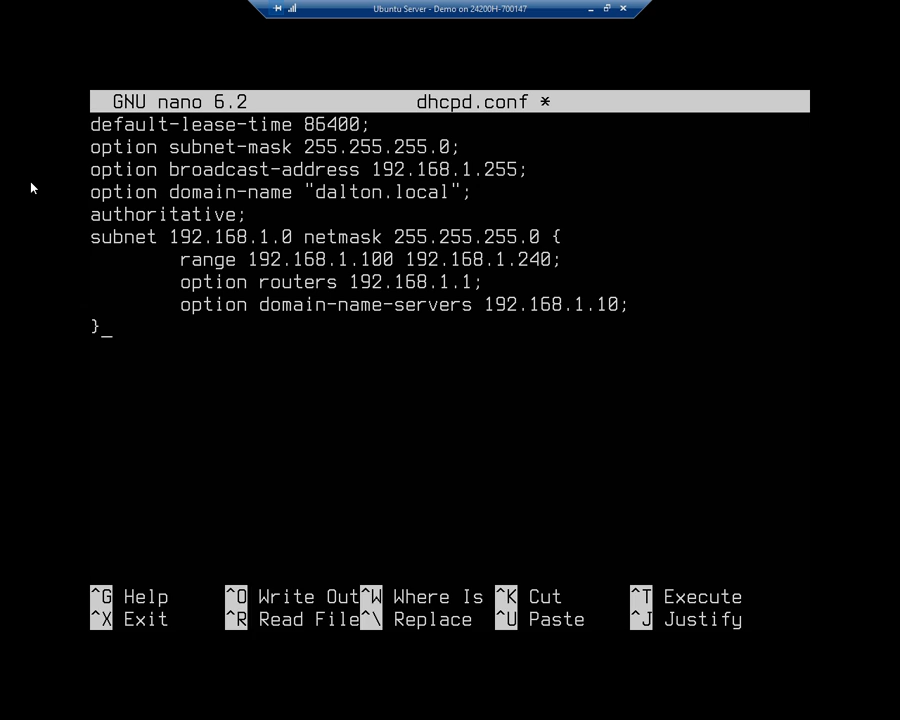 Ubuntu Server - Demo on 24200H-700147
GNU nano 6.2 dhcpd.conf *
default-lease-time 86400;
option subnet-mask 255.255.255.0;
option broadcast-address 192.168.1.255;
option domain-name "dalton.local";
authoritative;
subnet 192.168.1.0 netmask 255.255.255.0 {
range 192.168.1.100 192.168.1.240;
option routers 192.168.1.1;
option domain-name-servers 192.168.1.10;
}_
^G Help ^O Write Out ^W Where Is ^K Cut ^T Execute
^X Exit ^R Read File ^\ Replace ^U Paste ^J Justify